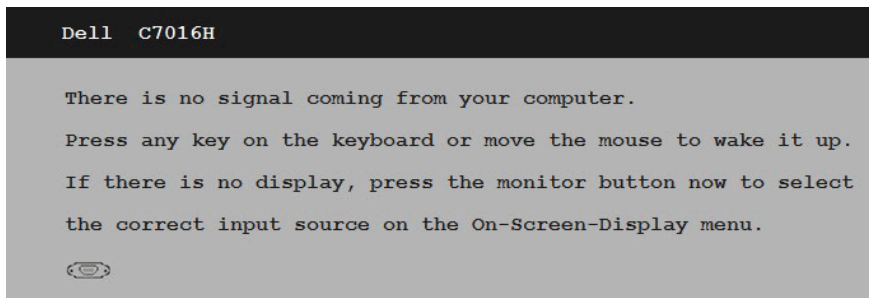 Dell C7016H
There is no signal coming from your computer.
Press any key on the keyboard or move the mouse to wake it up.
If there is no display, press the monitor button now to select
the correct input source on the On-Screen-Display menu.